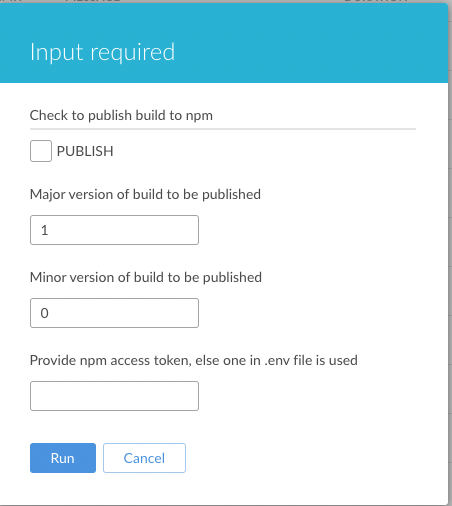 Input required
Check to publish build to npm
PUBLISH
Major version of build to be published
1
Minor version of build to be published
0
Provide npm access token, else one in .env file is used
Run Cancel